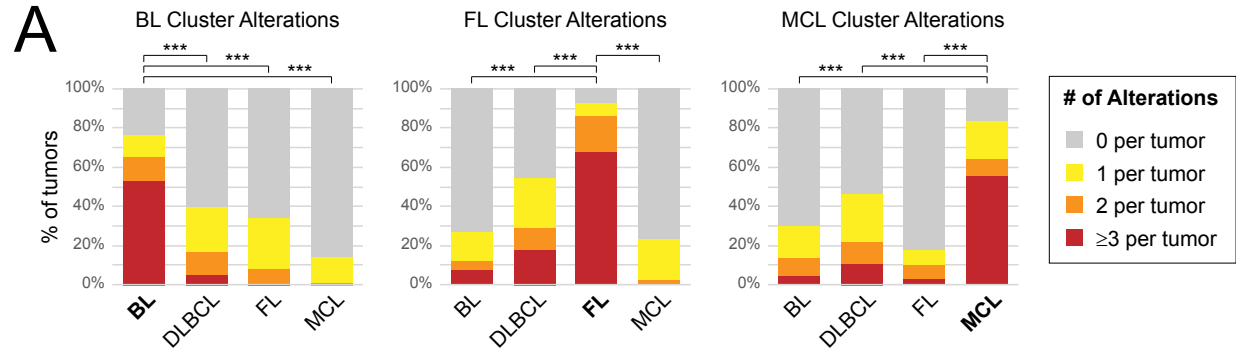 A
BL Cluster Alterations
FL Cluster Alterations
MCL Cluster Alterations
***
***
***
***
***
***
***
***
***
% of tumors
100%
80%
60%
40%
20%
0%
BL
DLBCL
FL
MCL
100%
80%
60%
40%
20%
0%
BL
DLBCL
FL
MCL
100%
80%
60%
40%
20%
0%
BL
DLBCL
FL
MCL
# of Alterations
0 per tumor
1 per tumor
2 per tumor
≥3 per tumor